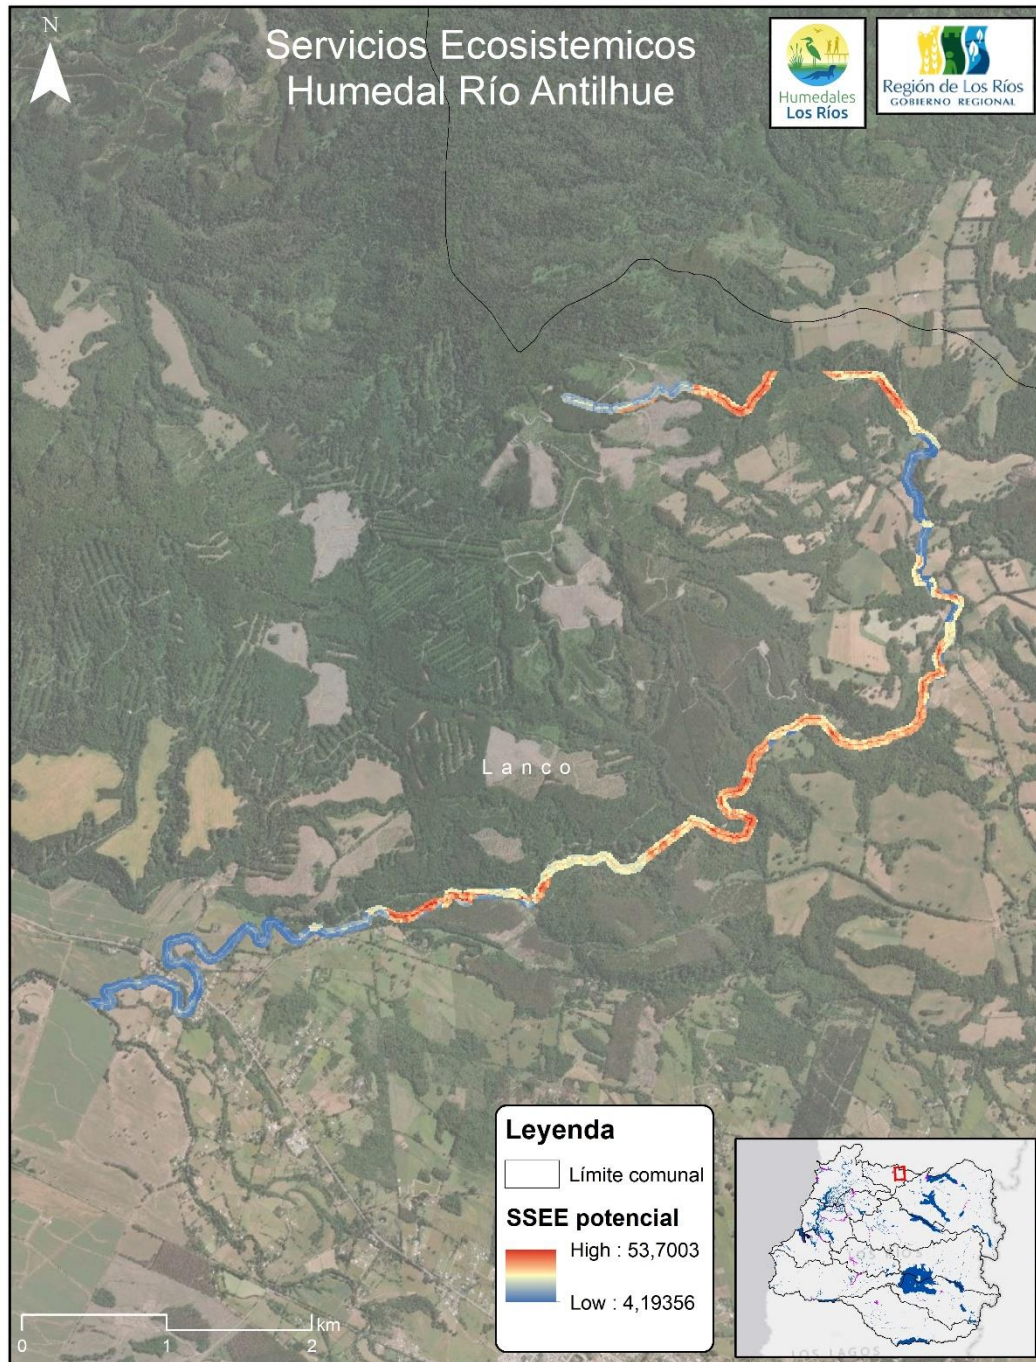 N
Servicios Ecosistemicos
Humedal Río Antilhue
Humedales
Los Ríos
Región de Los Ríos
GOBIERNO REGIONAL
Lanco
Leyenda
Límite comunal
SSEE potencial
High : 53,7003
Low : 4,19356
km
0 1 2
LOS LAGOS